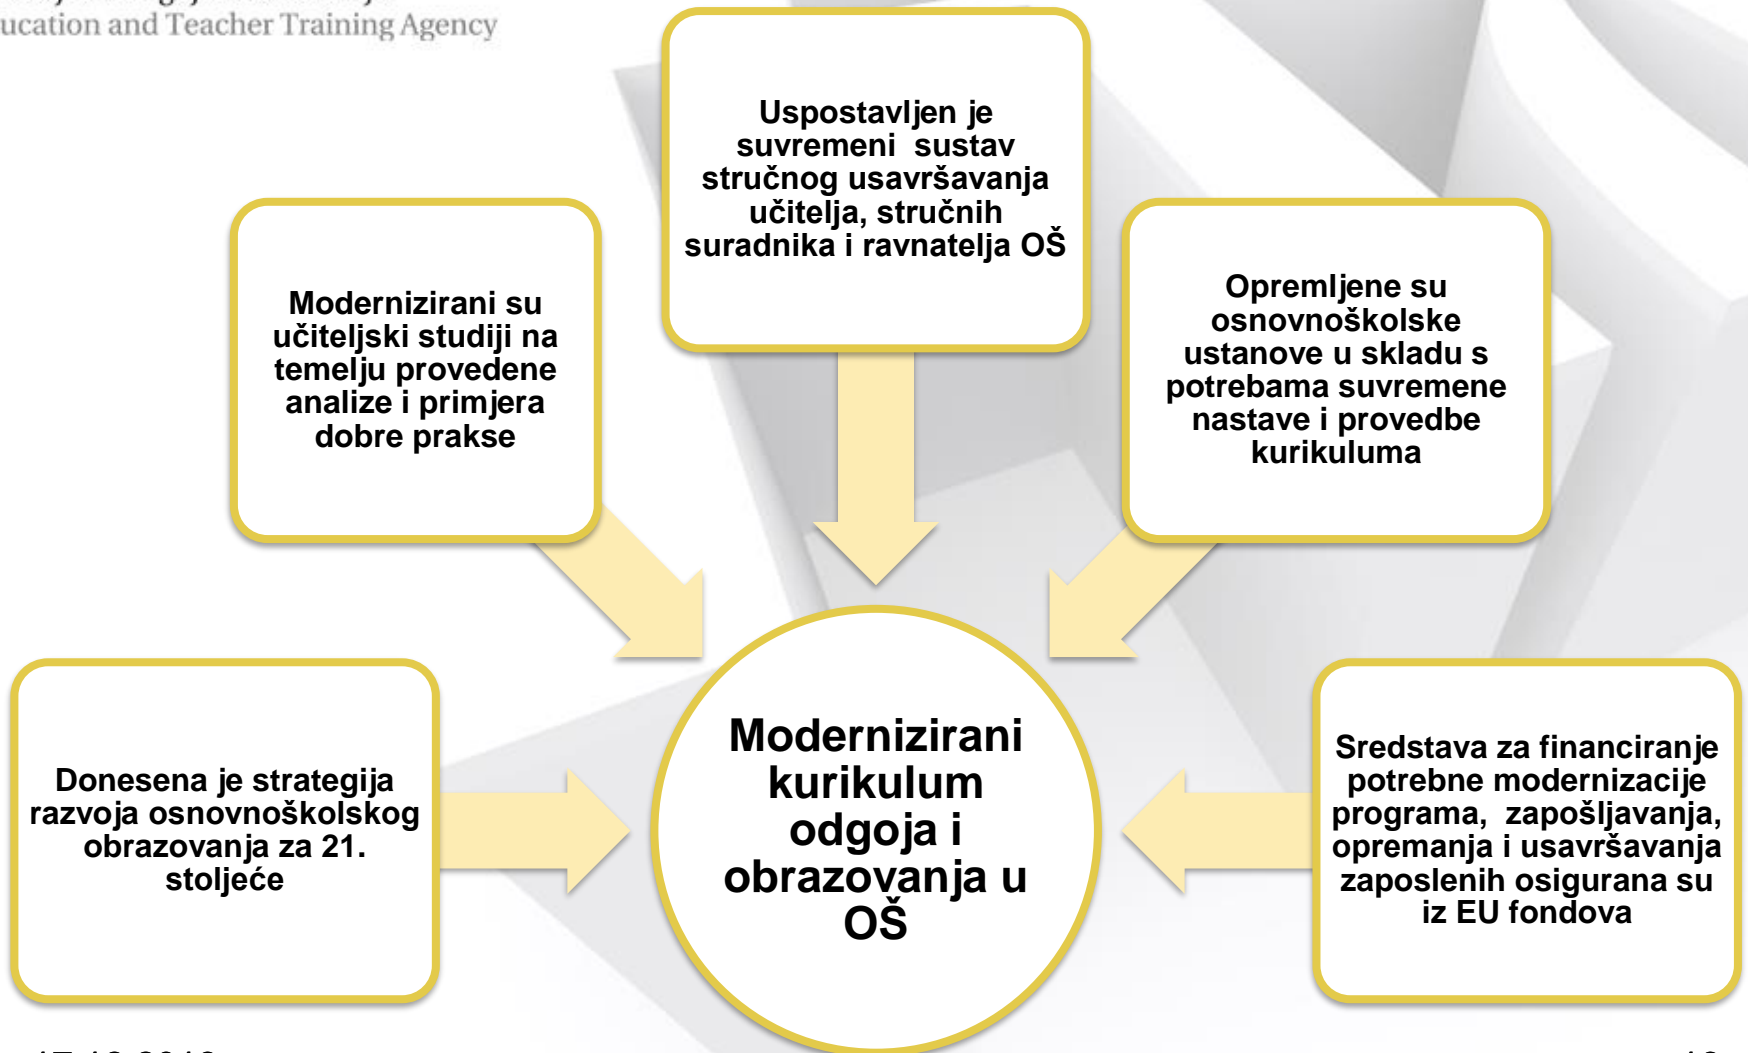 Education and Teacher Training Agency
Uspostavljen je
suvremeni  sustav
stručnog usavršavanja
učitelja, stručnih
suradnika i ravnatelja OŠ
Modernizirani su
učiteljski studiji na
temelju provedene
analize i primjera
dobre prakse
Opremljene su
osnovnoškolske
ustanove u skladu s
potrebama suvremene
nastave i provedbe
kurikuluma
Donesena je strategija
razvoja osnovnoškolskog
obrazovanja za 21.
stoljeće
Modernizirani
kurikulum
odgoja i
obrazovanja u
OŠ
Sredstava za financiranje
potrebne modernizacije
programa,  zapošljavanja,
opremanja i usavršavanja
zaposlenih osigurana su
iz EU fondova